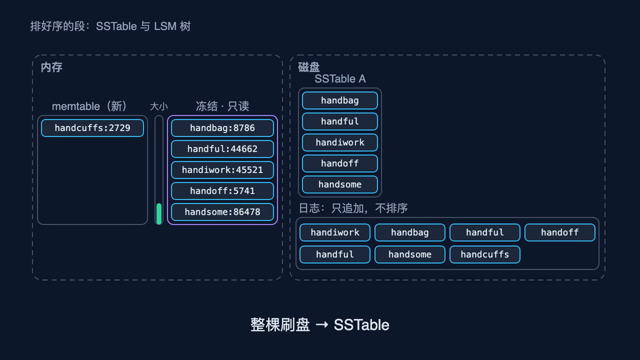 排好序的段：SSTable 与 LSM 树
内存
memtable（新）
大小
冻结 · 只读
handcuffs:2729
handbag:8786
handful:44662
handiwork:45521
handoff:5741
handsome:86478
磁盘
SSTable A
handbag
handful
handiwork
handoff
handsome
日志：只追加，不排序
handiwork handbag handful handoff
handful handsome handcuffs
整棵刷盘 → SSTable